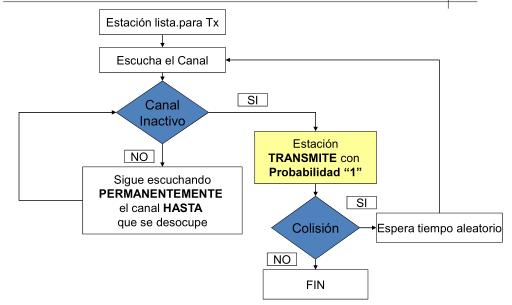 Estación lista.para Tx
Escucha el Canal
Canal
Inactivo
SI
NO
Estación
TRANSMITE con
Probabilidad “1”
Sigue escuchando
PERMANENTEMENTE
el canal HASTA
que se desocupe
Colisión
SI
Espera tiempo aleatorio
NO
FIN